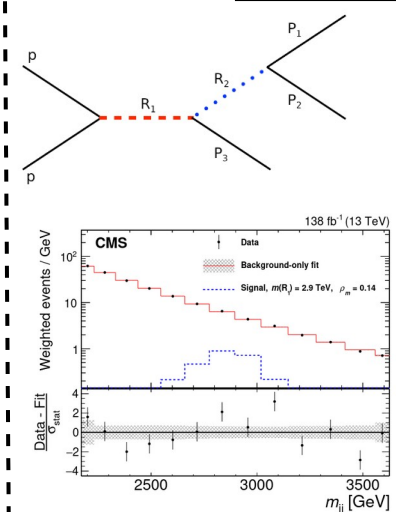 P₁
p
R₂
R₁
P₂
P₃
p
138 fb⁻¹ (13 TeV)
CMS
Data
Background-only fit
Signal, m(R₁) = 2.9 TeV, ρₘ = 0.14
Weighted events / GeV
10²
10
1
Data - Fit
σstat
4
2
0
−2
−4
2500
3000
3500
mjj [GeV]